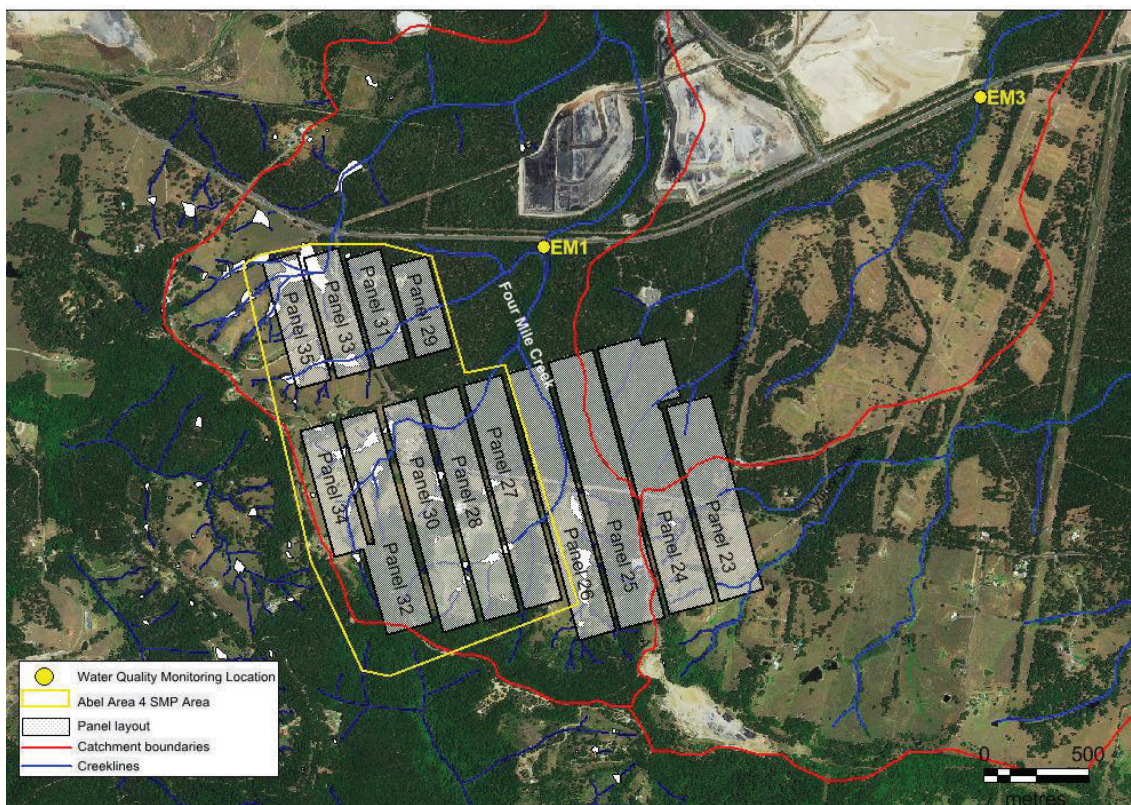 EM3
EM1
Four Mile Creek
Panel 29
Panel 31
Panel 33
Panel 35
Panel 27
Panel 28
Panel 30
Panel 34
Panel 32
Panel 26
Panel 25
Panel 24
Panel 23
Water Quality Monitoring Location
Abel Area 4 SMP Area
Panel layout
Catchment boundaries
Creeklines
0 500
metres